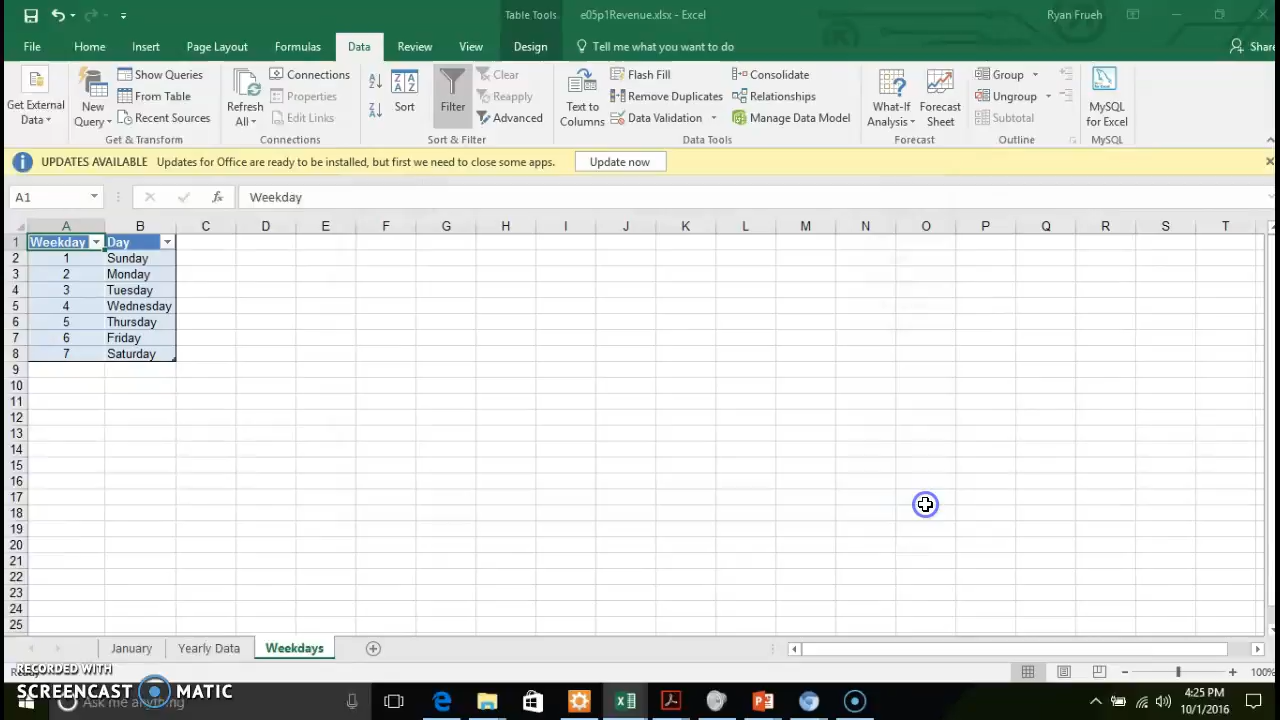 Table Tools e05p1Revenue.xlsx - Excel Ryan Frueh
File Home Insert Page Layout Formulas Data Review View Design Tell me what you want to do Share
Get External Data
New Query
Show Queries
From Table
Recent Sources
Get & Transform
Refresh All
Connections
Properties
Edit Links
Connections
A Z
Z A
Sort
Filter
Clear
Reapply
Advanced
Sort & Filter
Text to Columns
Flash Fill
Remove Duplicates
Data Validation
Consolidate
Relationships
Manage Data Model
Data Tools
What-If Analysis
Forecast Sheet
Forecast
Group
Ungroup
Subtotal
Outline
MySQL for Excel
MySQL
UPDATES AVAILABLE Updates for Office are ready to be installed, but first we need to close some apps. Update now
A1 fx Weekday
A B C D E F G H I J K L M N O P Q R S T
1 Weekday Day
2 1 Sunday
3 2 Monday
4 3 Tuesday
5 4 Wednesday
6 5 Thursday
7 6 Friday
8 7 Saturday
9
10
11
12
13
14
15
16
17
18
19
20
21
22
23
24
25
January Yearly Data Weekdays
RECORDED WITH
100%
SCREENCAST MATIC
Ask me anything
4:25 PM
10/1/2016